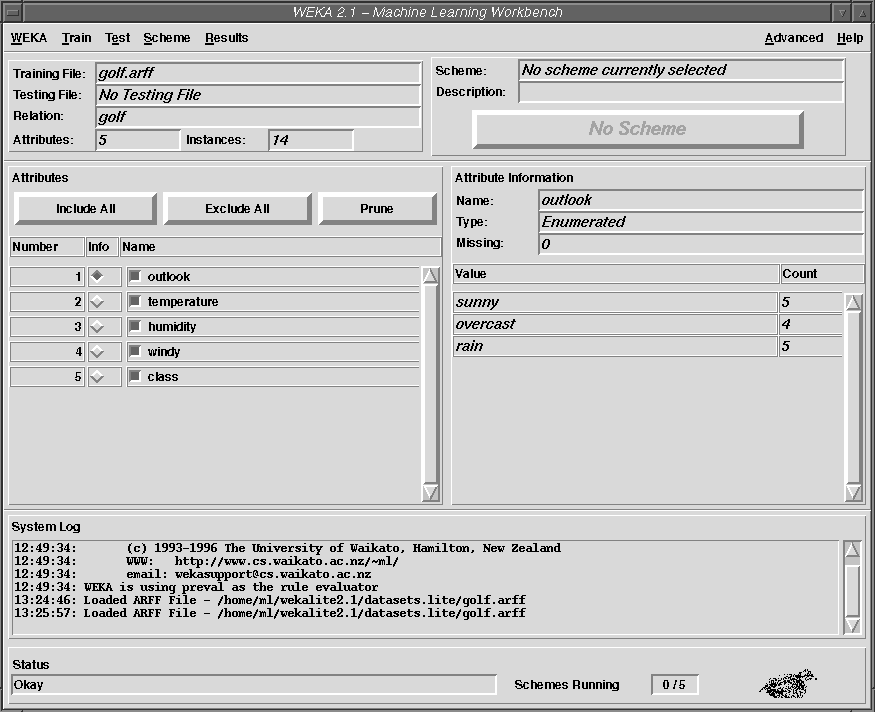 WEKA 2.1 – Machine Learning Workbench
WEKA Train Test Scheme Results Advanced Help
Training File: golf.arff
Testing File: No Testing File
Relation: golf
Attributes: 5 Instances: 14
Scheme: No scheme currently selected
Description:
No Scheme
Attributes
Include All Exclude All Prune
Number Info Name
1 outlook
2 temperature
3 humidity
4 windy
5 class
Attribute Information
Name: outlook
Type: Enumerated
Missing: 0
Value Count
sunny 5
overcast 4
rain 5
System Log
12:49:34: (c) 1993-1996 The University of Waikato, Hamilton, New Zealand
12:49:34: WWW: http://www.cs.waikato.ac.nz/~ml/
12:49:34: email: wekasupport@cs.waikato.ac.nz
12:49:34: WEKA is using preval as the rule evaluator
13:24:46: Loaded ARFF File - /home/ml/wekalite2.1/datasets.lite/golf.arff
13:25:57: Loaded ARFF File - /home/ml/wekalite2.1/datasets.lite/golf.arff
Status
Okay
Schemes Running 0 / 5